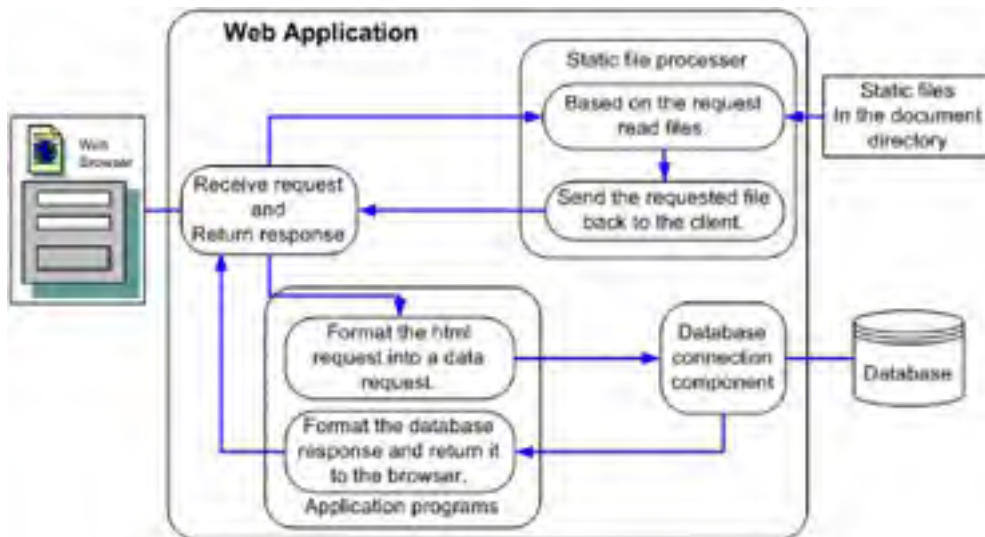 Web Application
Static file processer
Based on the request
read files
Static files
In the document
directory
Web
Browser
Receive request
and
Return response
Send the requested file
back to the client.
Format the html
request into a data
request.
Database
connection
component
Database
Format the database
response and return it
to the browser.
Application programs